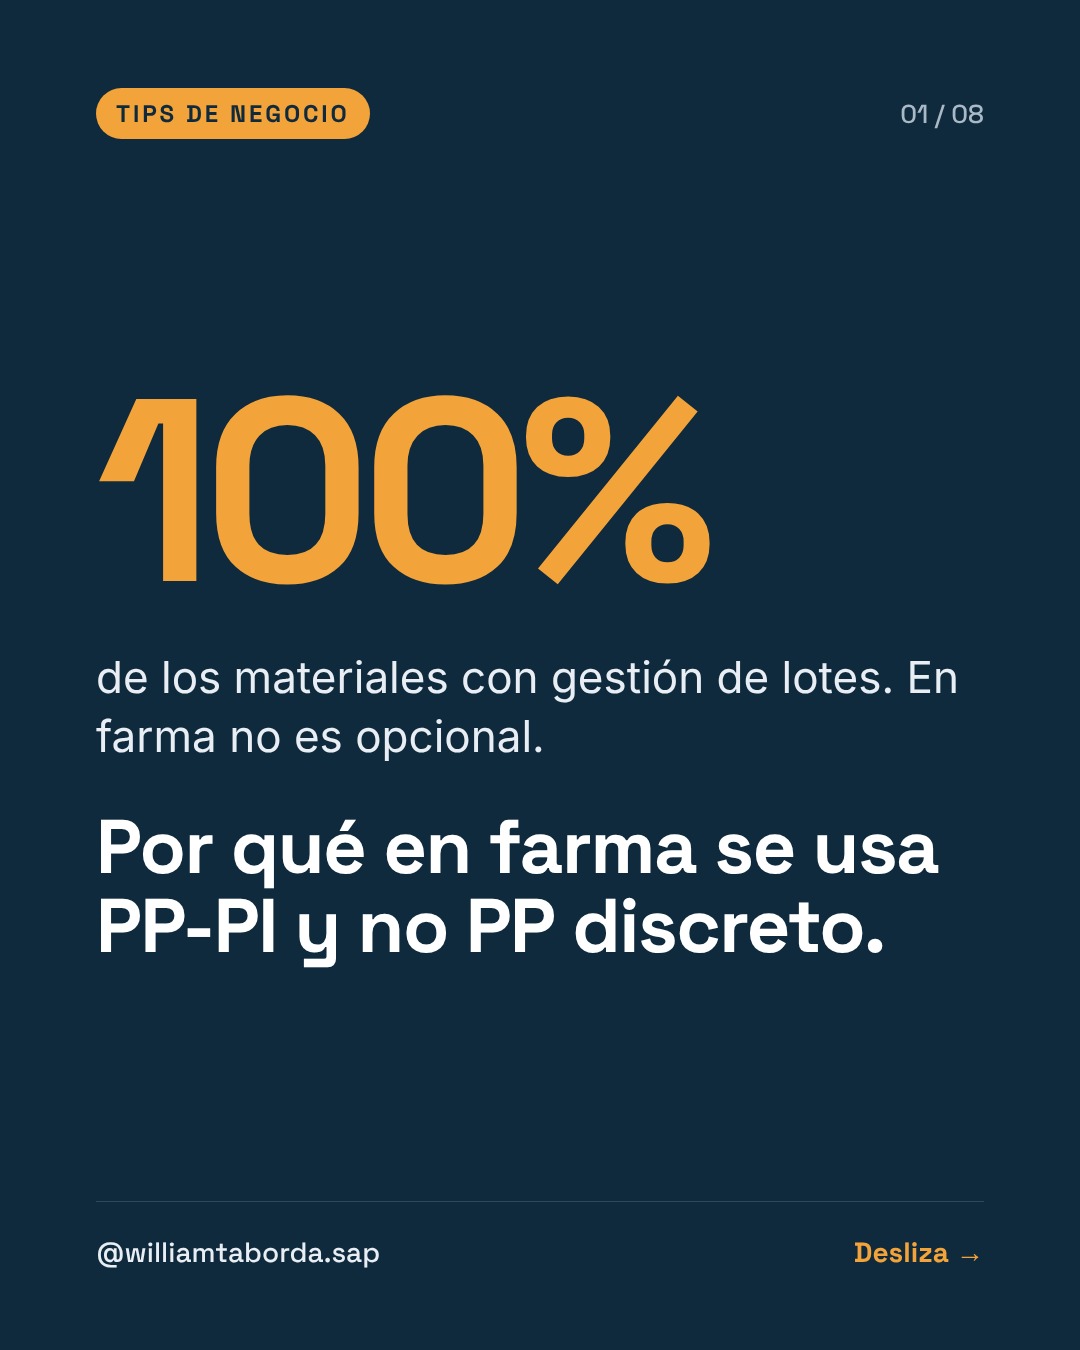 TIPS DE NEGOCIO
01 / 08
100%
de los materiales con gestión de lotes. En
farma no es opcional.
Por qué en farma se usa
PP-PI y no PP discreto.
@williamtaborda.sap
Desliza →